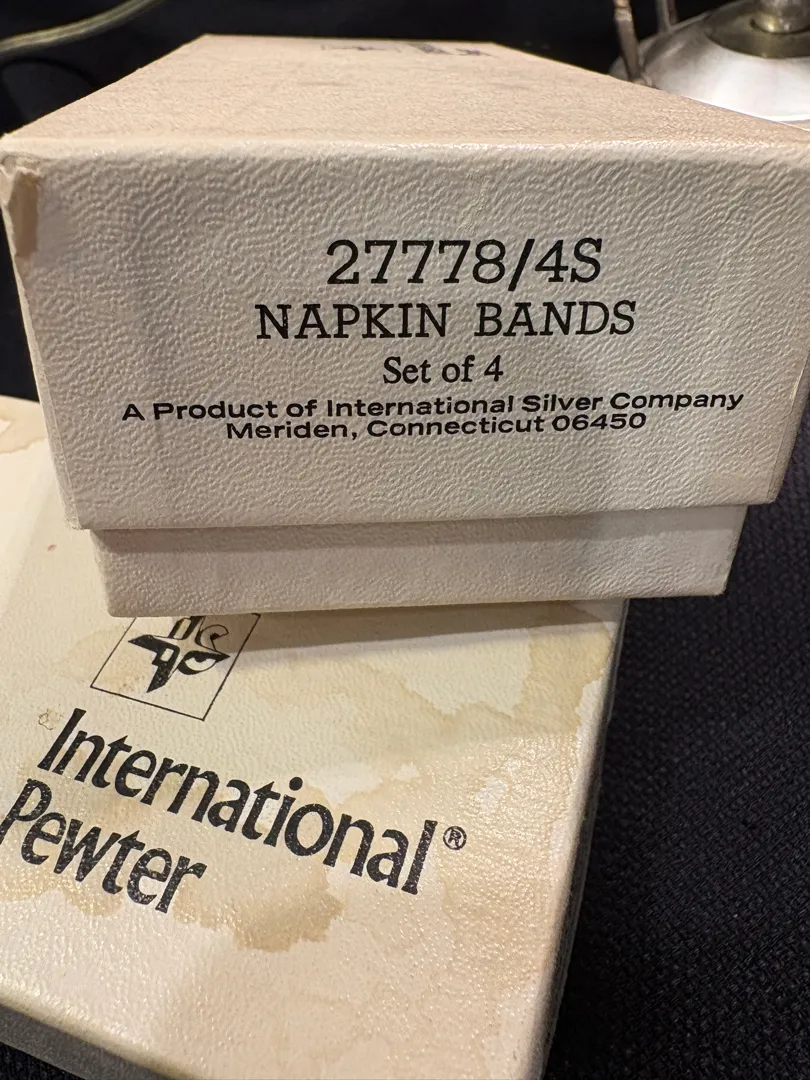 27778/4S
NAPKIN BANDS
Set of 4
A Product of International Silver Company
Meriden, Connecticut 06450
International®
Pewter